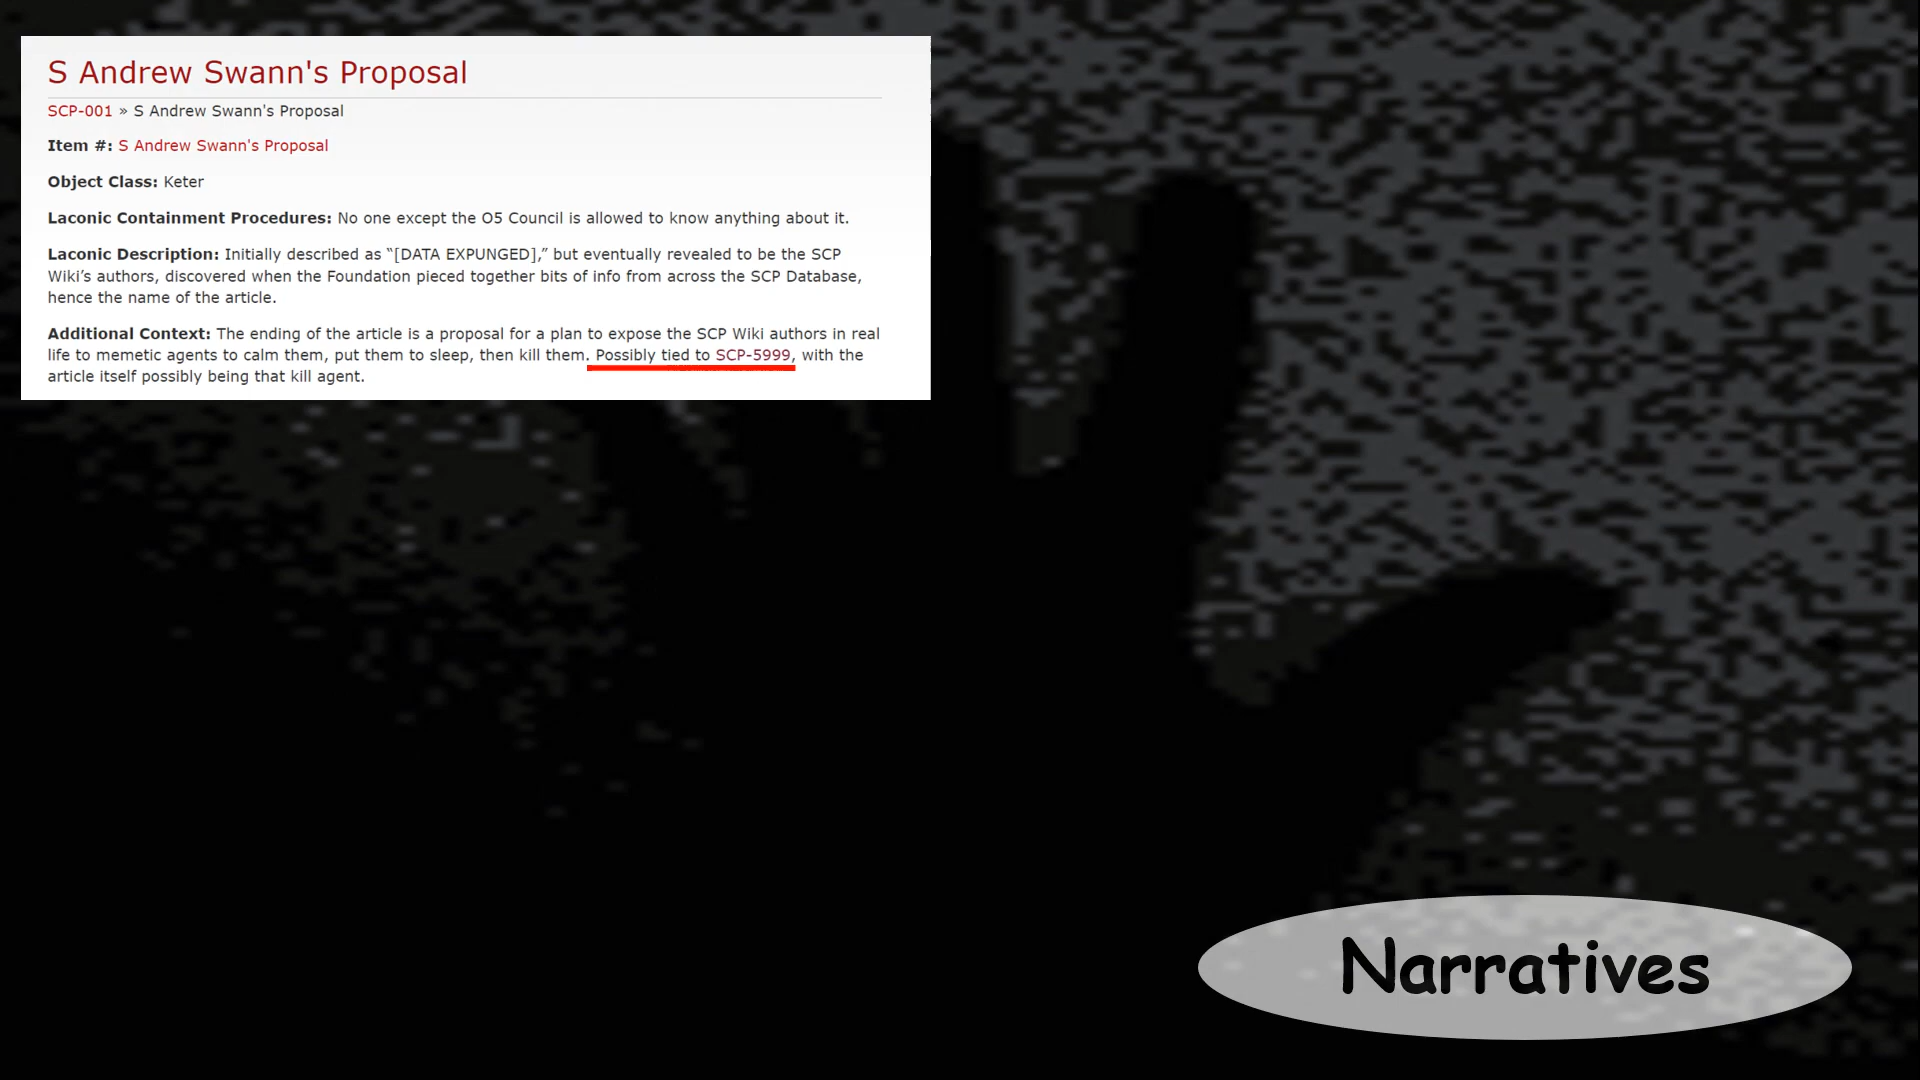 S Andrew Swann's Proposal
SCP-001 » S Andrew Swann's Proposal
Item #: S Andrew Swann's Proposal
Object Class: Keter
Laconic Containment Procedures: No one except the O5 Council is allowed to know anything about it.
Laconic Description: Initially described as “[DATA EXPUNGED],” but eventually revealed to be the SCP
Wiki’s authors, discovered when the Foundation pieced together bits of info from across the SCP Database,
hence the name of the article.
Additional Context: The ending of the article is a proposal for a plan to expose the SCP Wiki authors in real
life to memetic agents to calm them, put them to sleep, then kill them. Possibly tied to SCP-5999, with the
article itself possibly being that kill agent.
Narratives